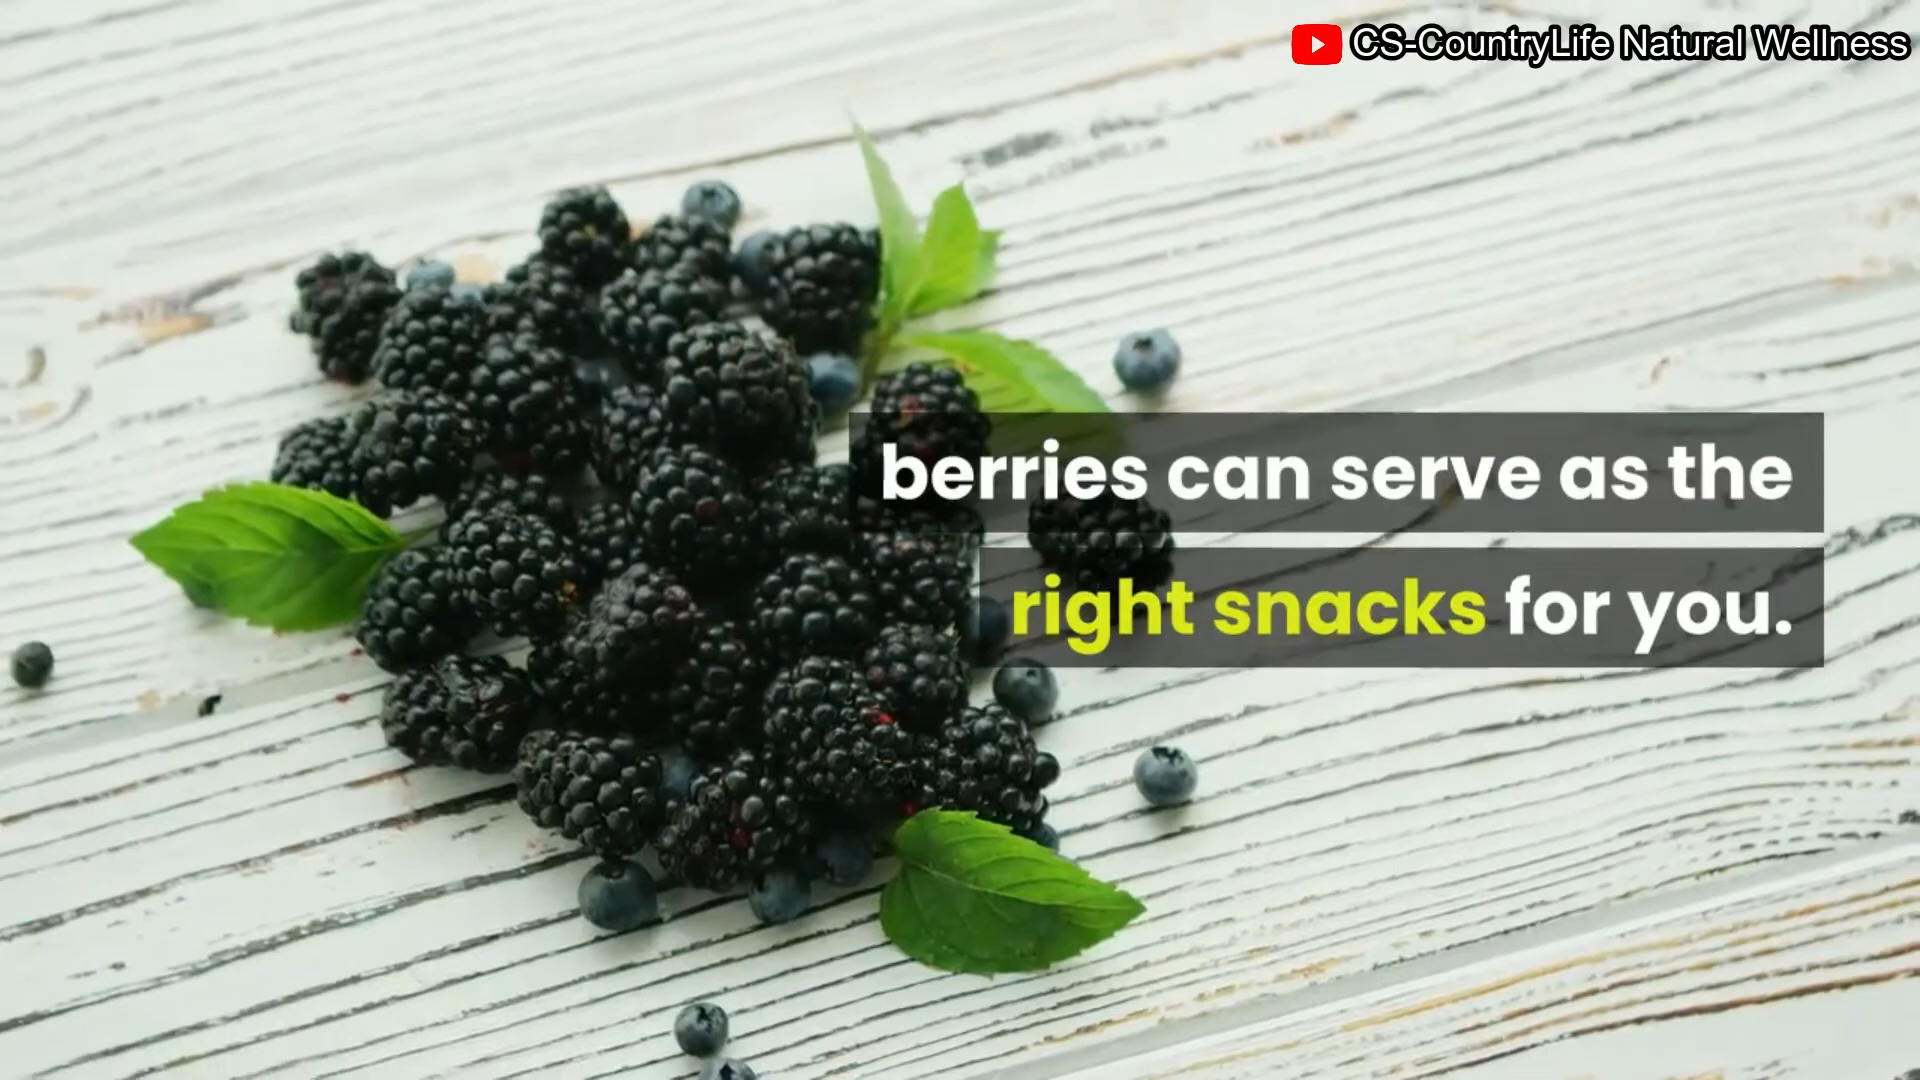 CS-CountryLife Natural Wellness
berries can serve as the
right snacks for you.